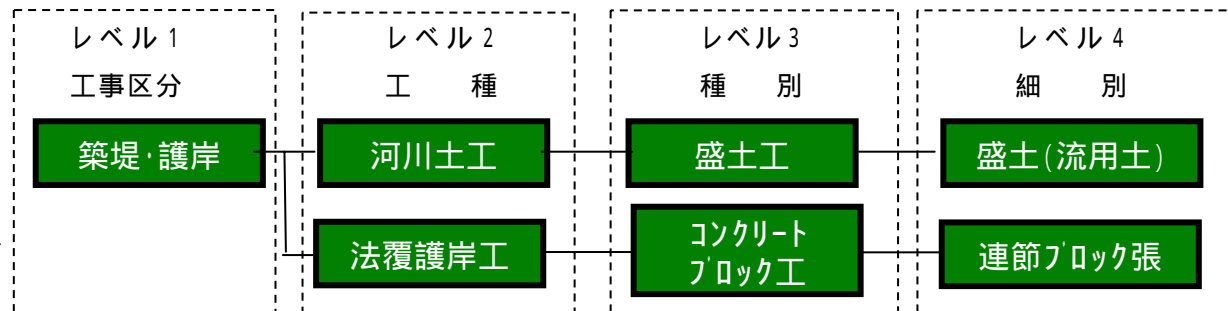 レベル1 レベル2 レベル3 レベル4
工事区分 工 種 種 別 細 別
築堤・護岸 河川土工 盛土工 盛土(流用土)
法覆護岸工 コンクリート
ブロック工 連節ブロック張